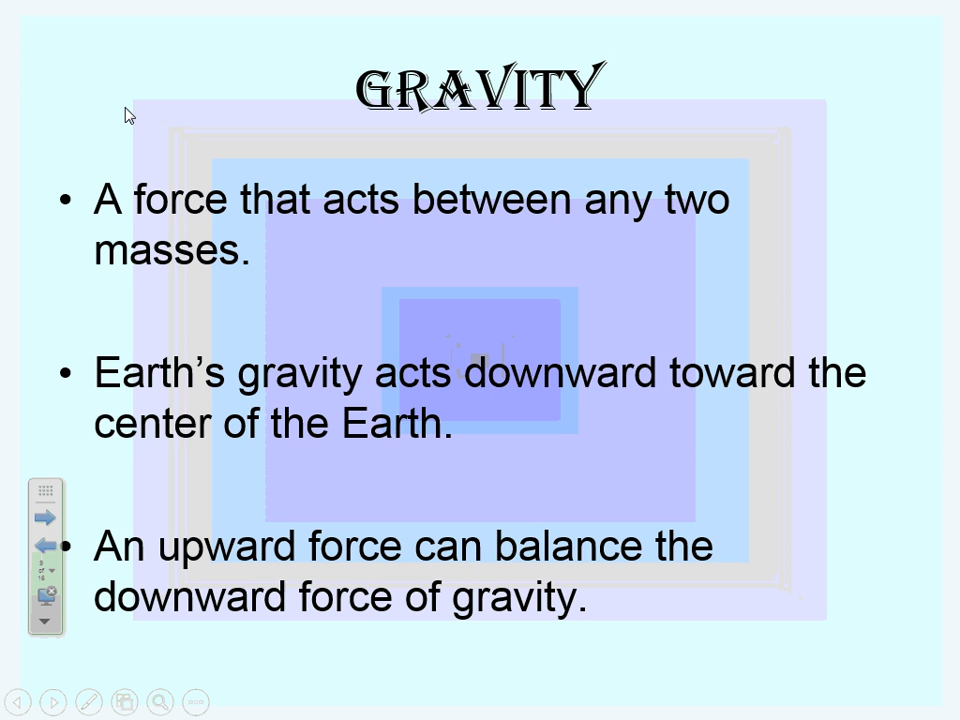 GRAVITY
• A force that acts between any two
masses.
• Earth’s gravity acts downward toward the
center of the Earth.
• An upward force can balance the
downward force of gravity.